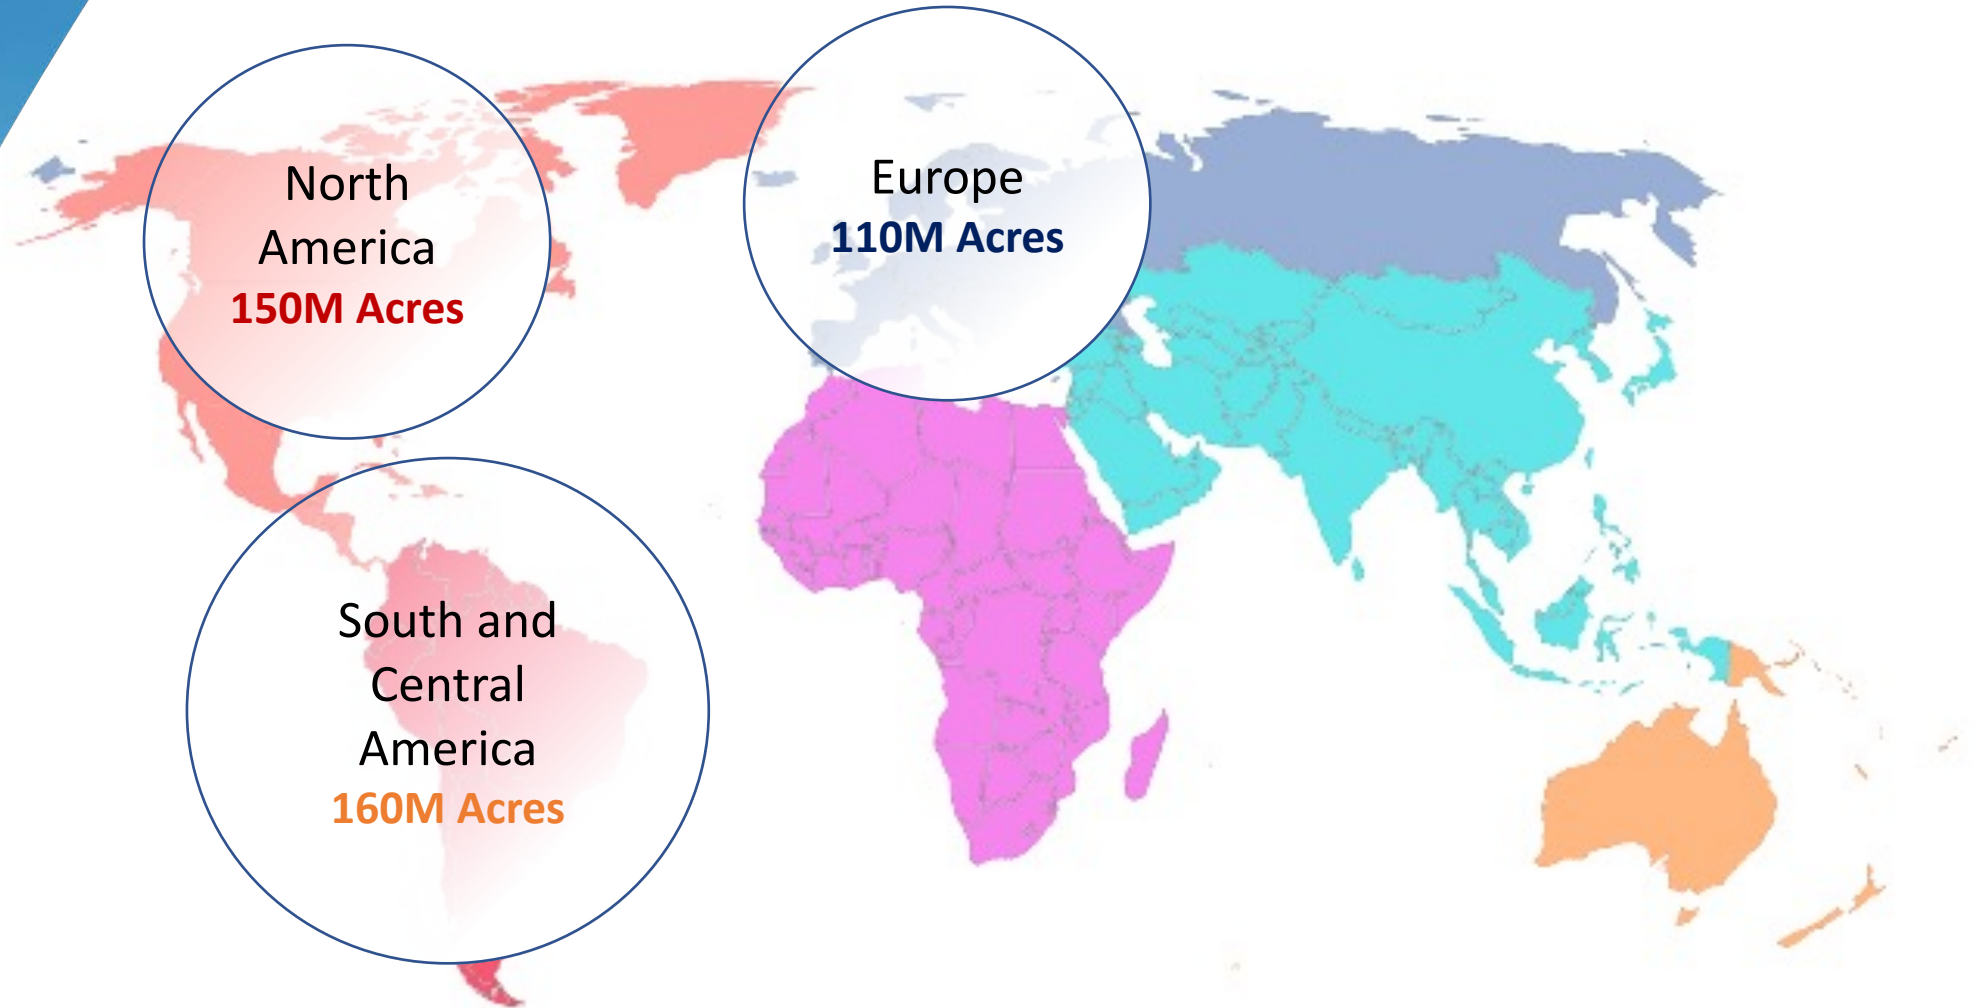 North
America
150M Acres
Europe
110M Acres
South and
Central
America
160M Acres